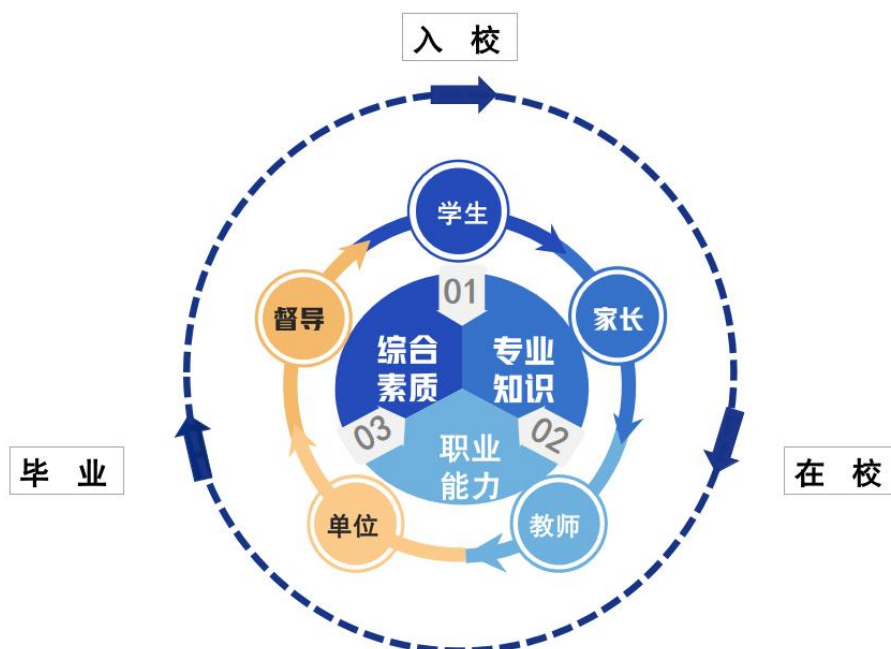 入 校
学生
01
督导
家长
综合
素质
专业
知识
03
02
职业
能力
毕 业
在 校
单位
教师